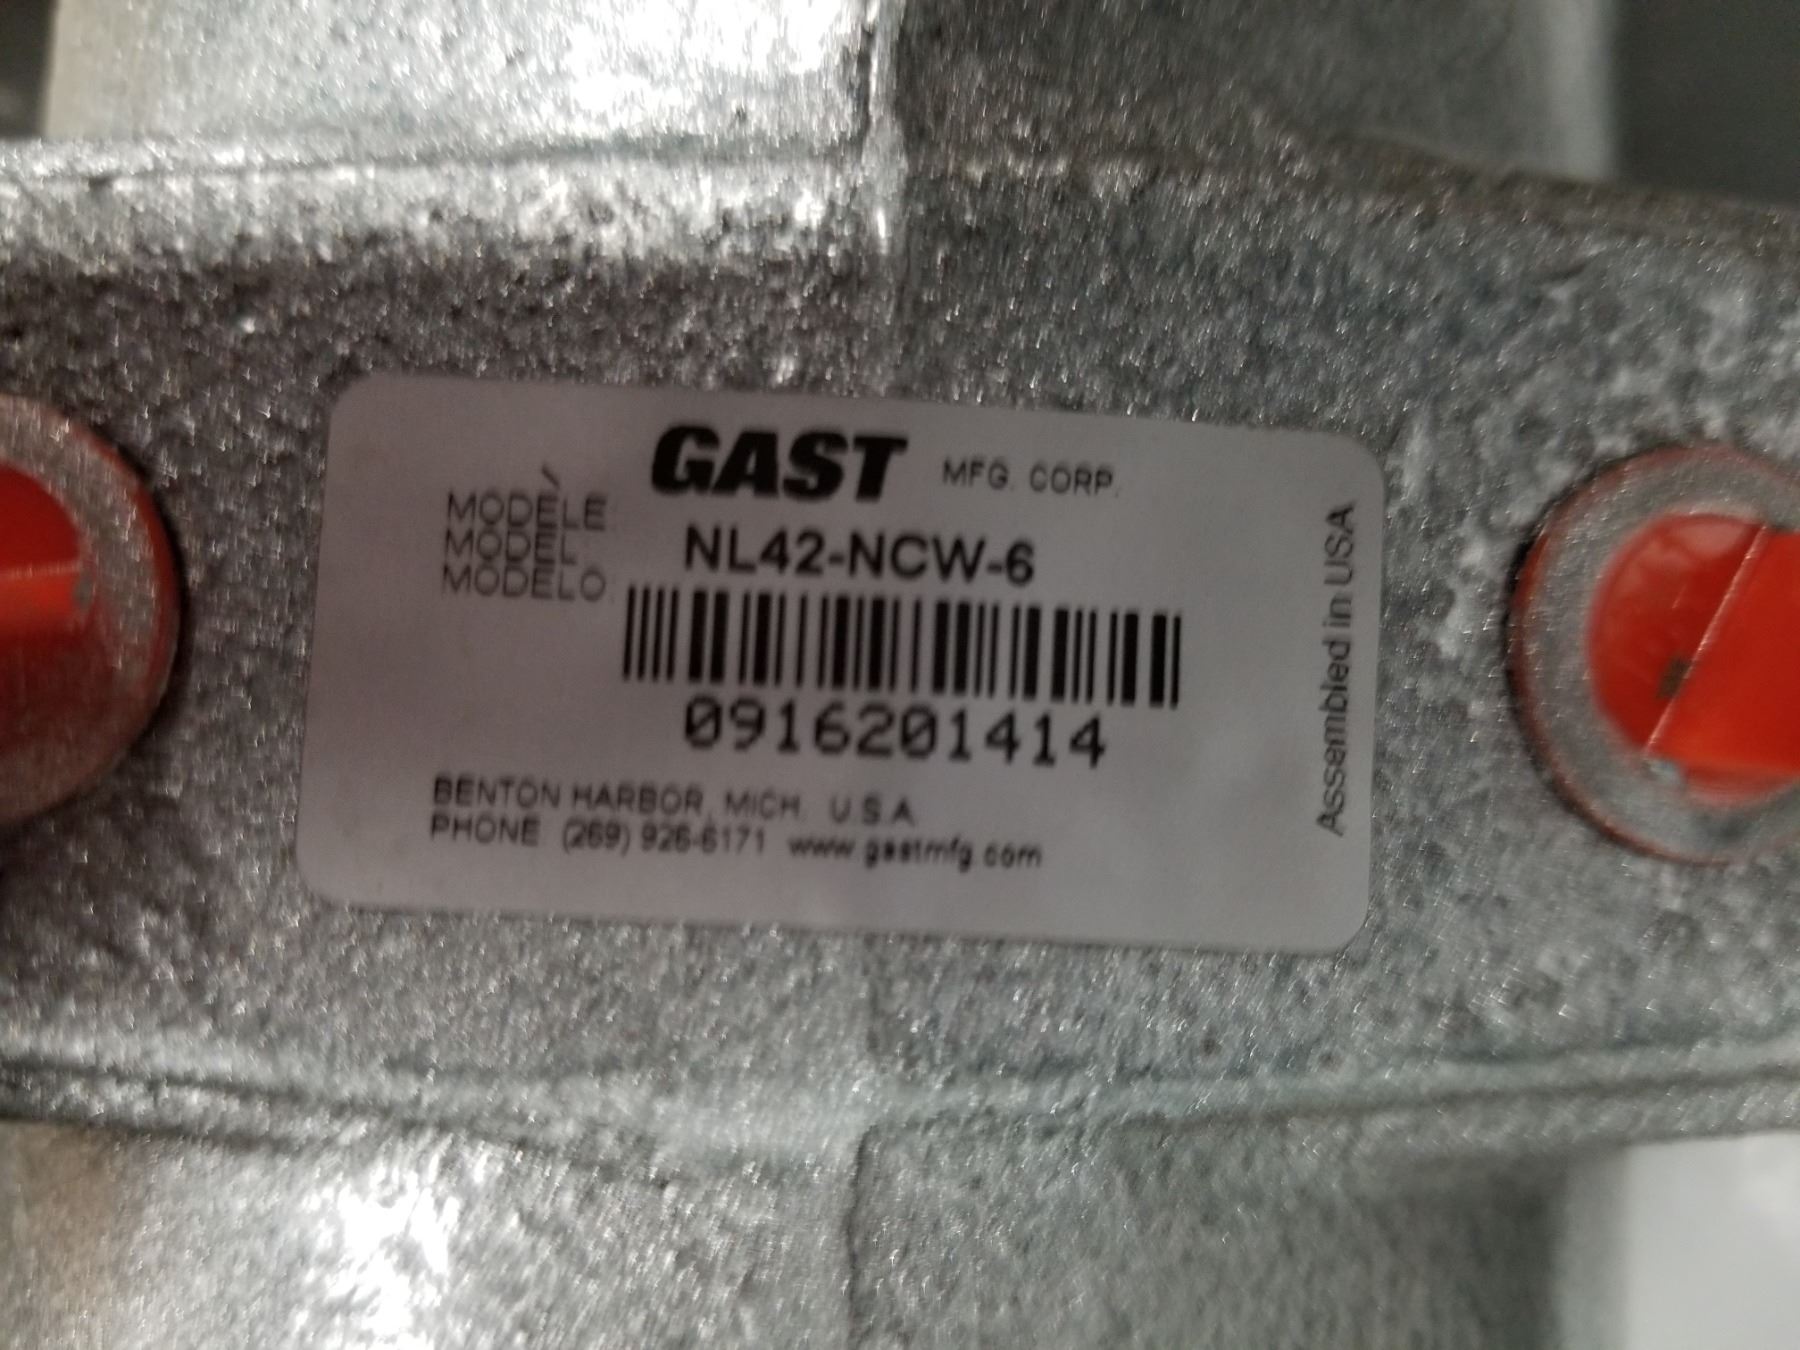 GAST MFG. CORP.
MODÈLE
MODEL NL42-NCW-6
MODELO
0916201414
BENTON HARBOR, MICH. U.S.A.
PHONE (269) 926-6171 www.gastmfg.com
Assembled in USA